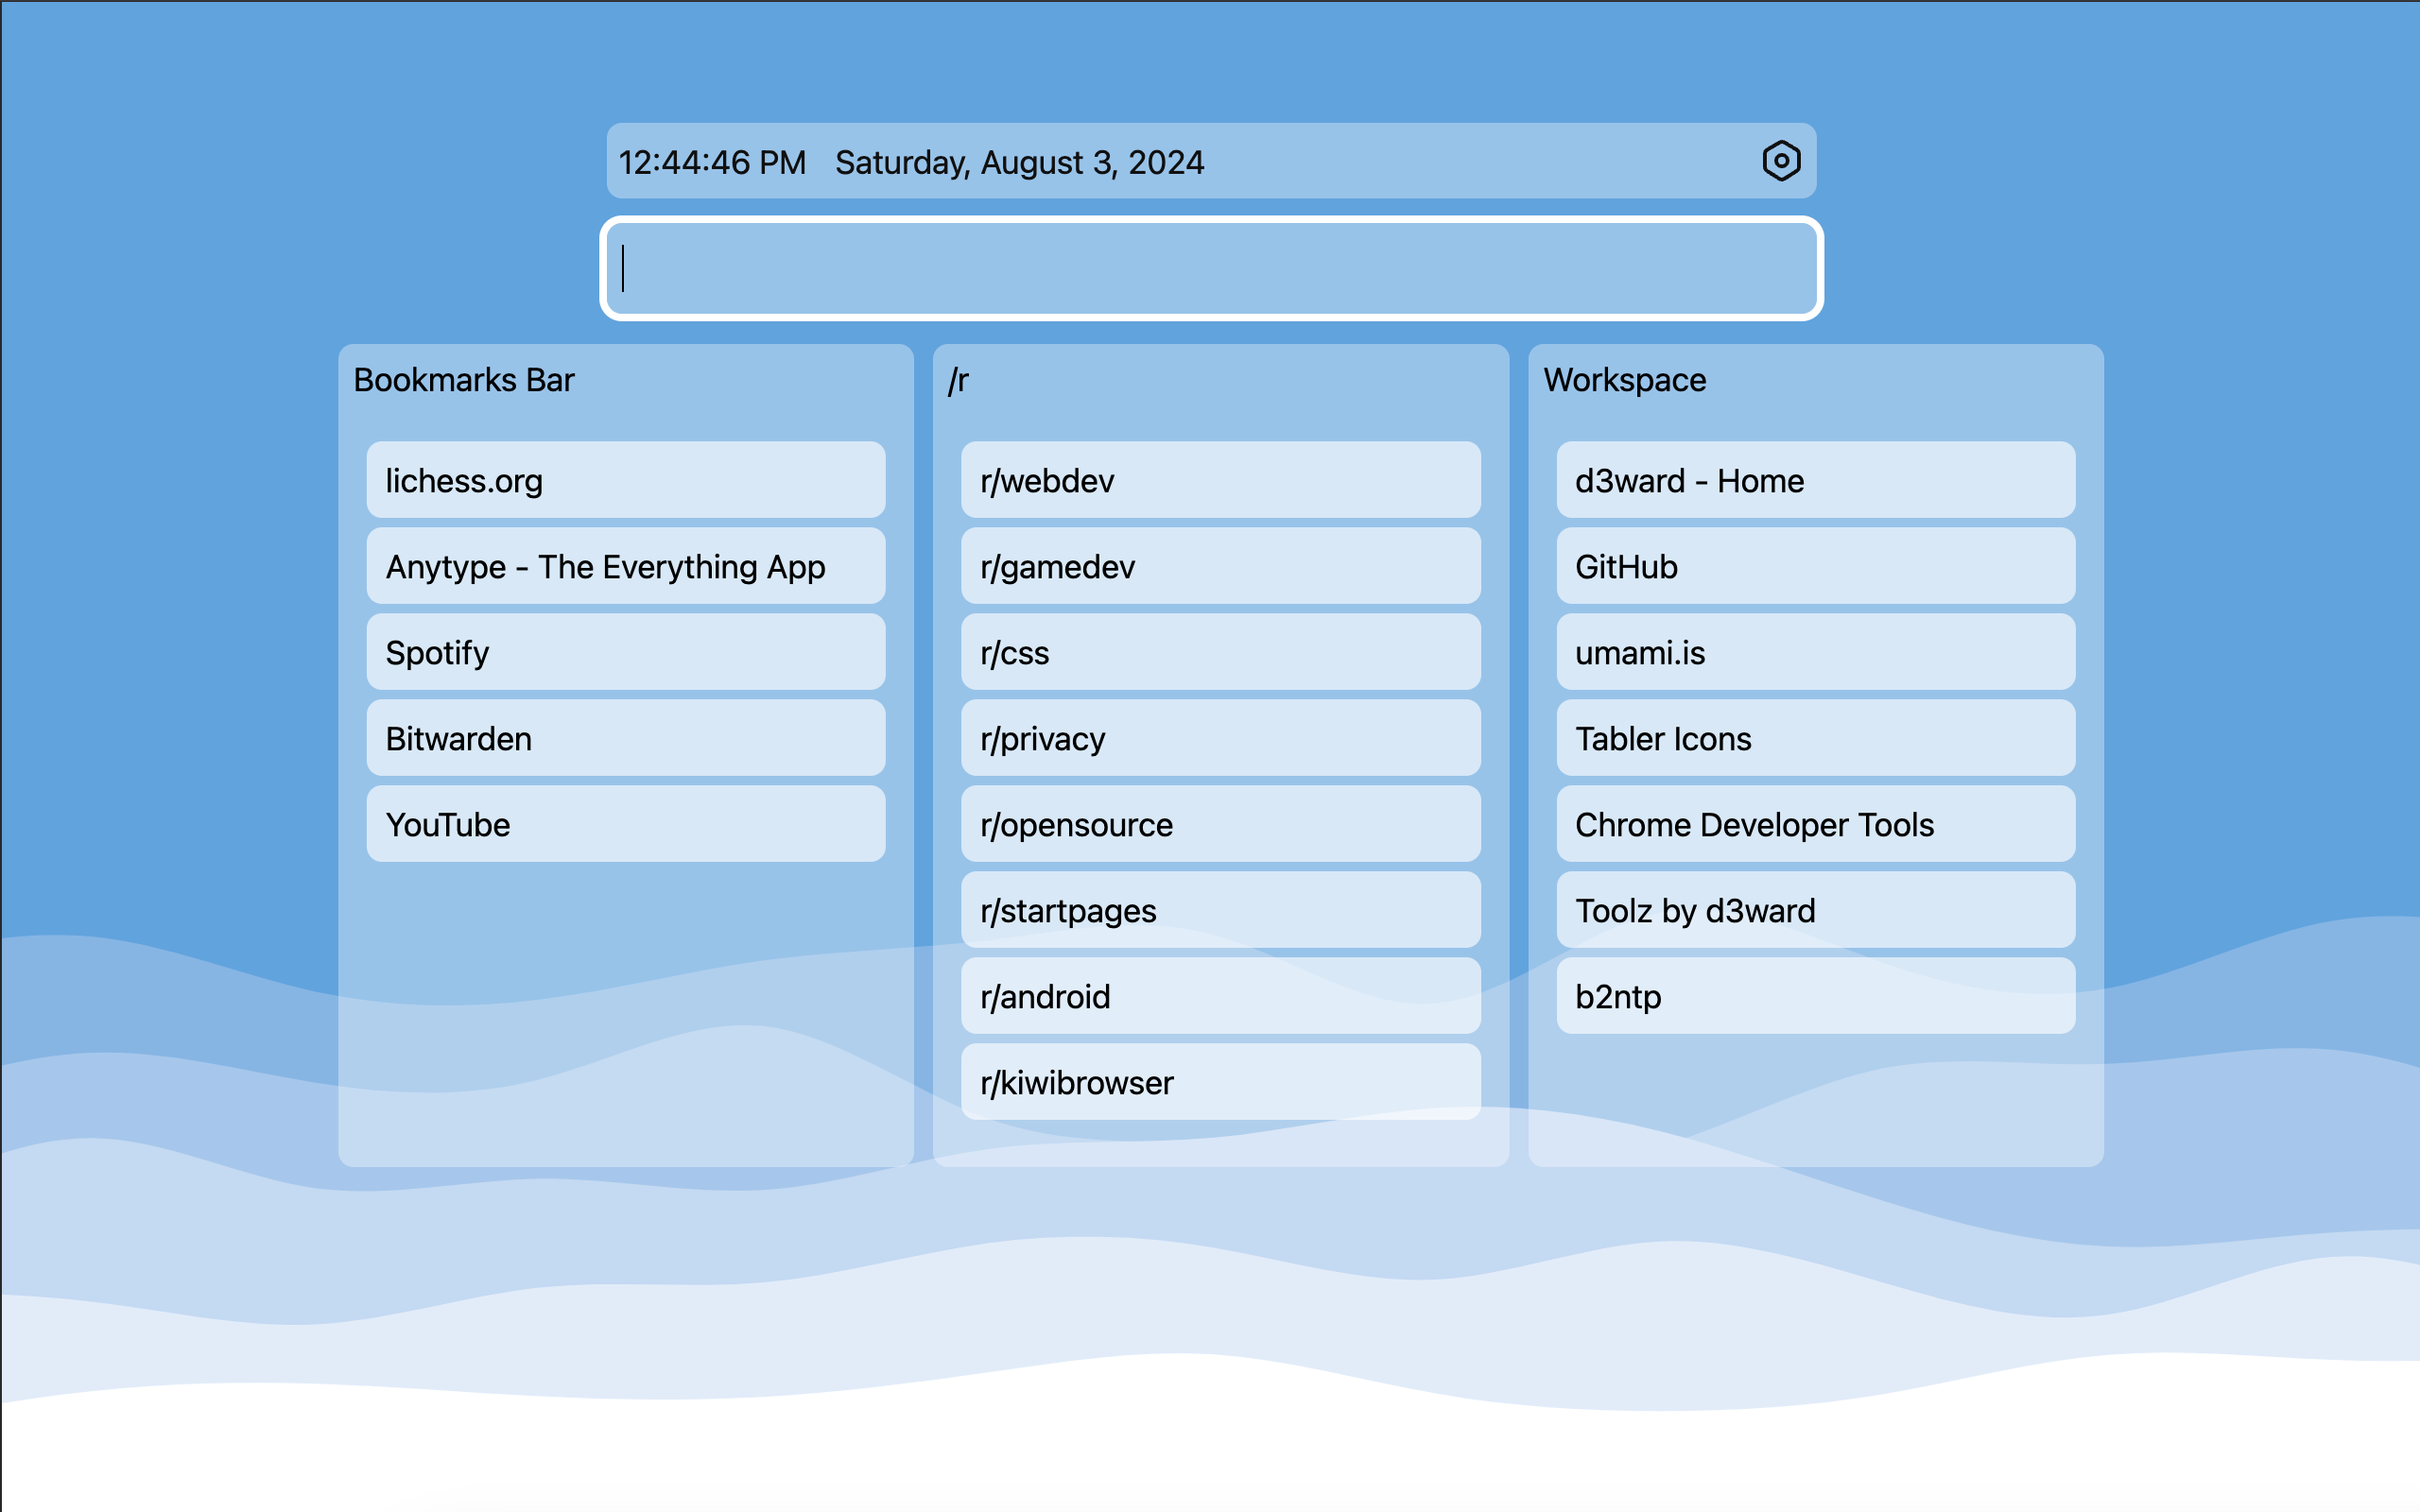 12:44:46 PM Saturday, August 3, 2024
Bookmarks Bar
lichess.org
Anytype - The Everything App
Spotify
Bitwarden
YouTube
/r
r/webdev
r/gamedev
r/css
r/privacy
r/opensource
r/startpages
r/android
r/kiwibrowser
Workspace
d3ward - Home
GitHub
umami.is
Tabler Icons
Chrome Developer Tools
Toolz by d3ward
b2ntp